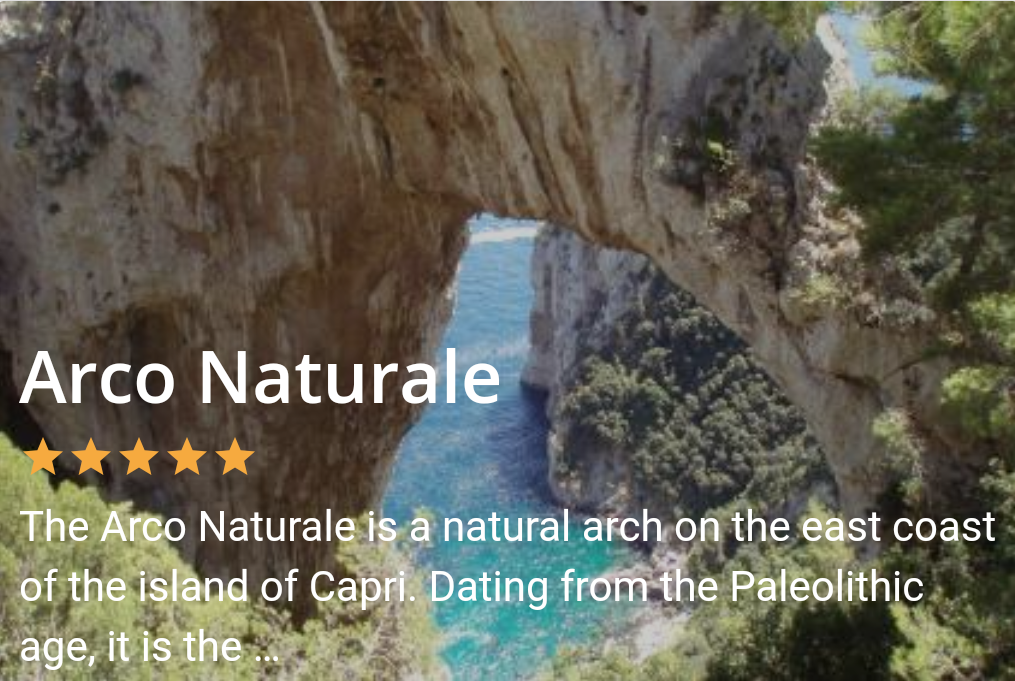 Arco Naturale
The Arco Naturale is a natural arch on the east coast
of the island of Capri. Dating from the Paleolithic
age, it is the ...